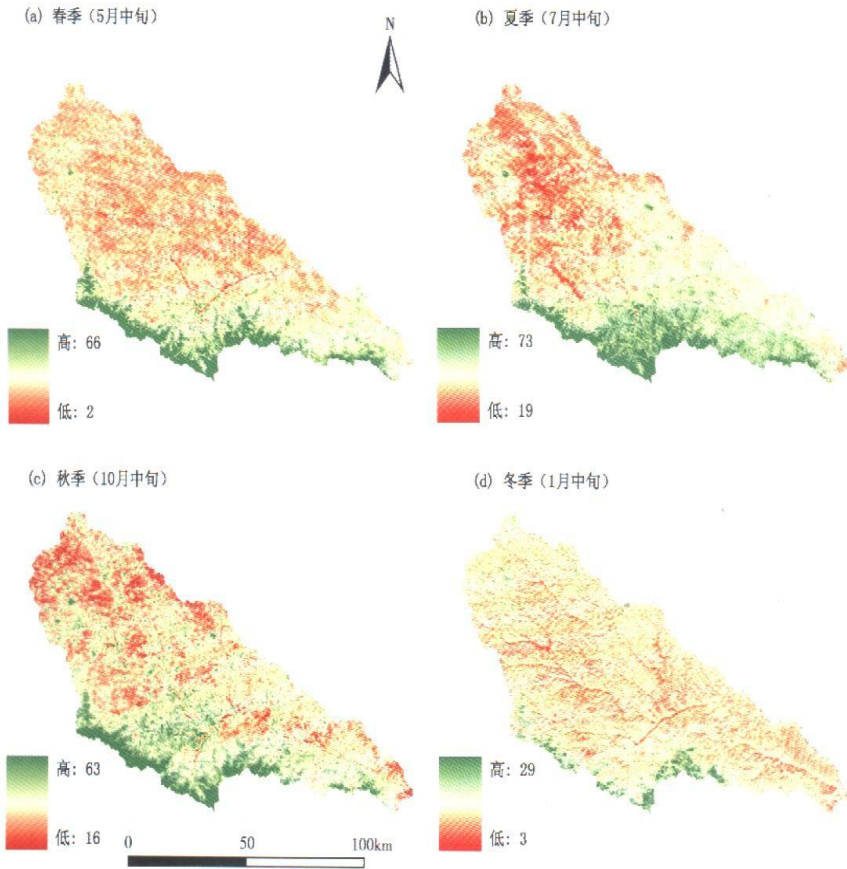 (a) 春季(5月中旬)
N
(b) 夏季(7月中旬)
高: 66
低: 2
高: 73
低: 19
(c) 秋季(10月中旬)
(d) 冬季(1月中旬)
高: 63
低: 16
高: 29
低: 3
0 50 100km